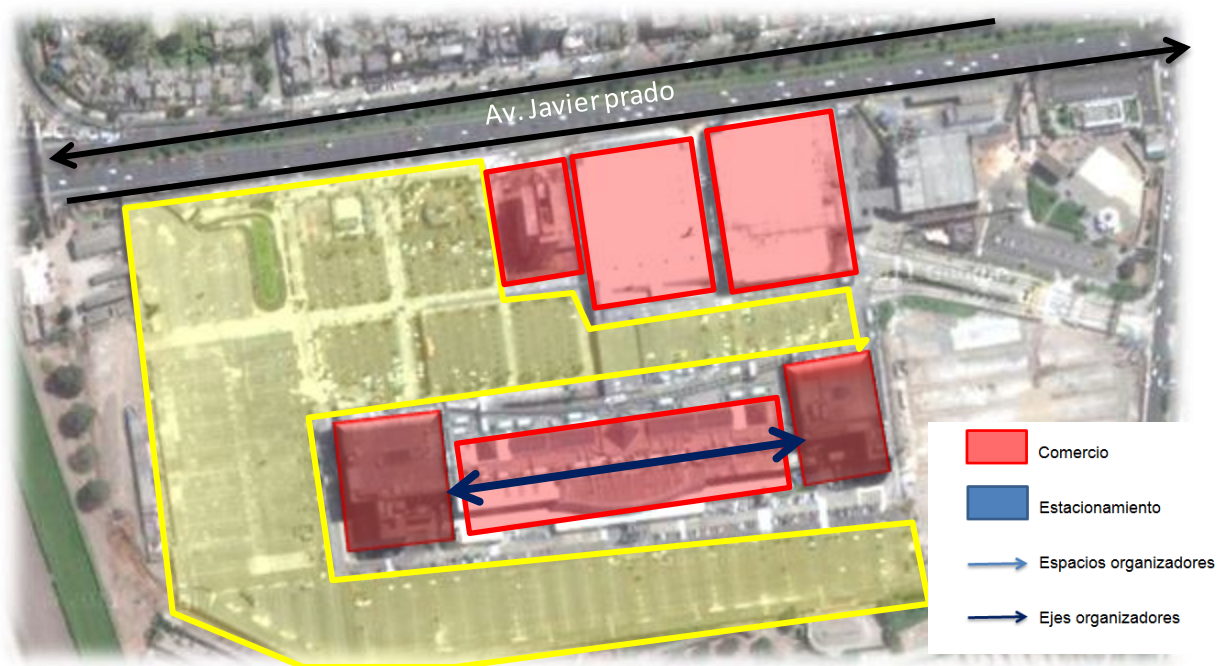 Av. Javier prado
Comercio
Estacionamiento
Espacios organizadores
Ejes organizadores